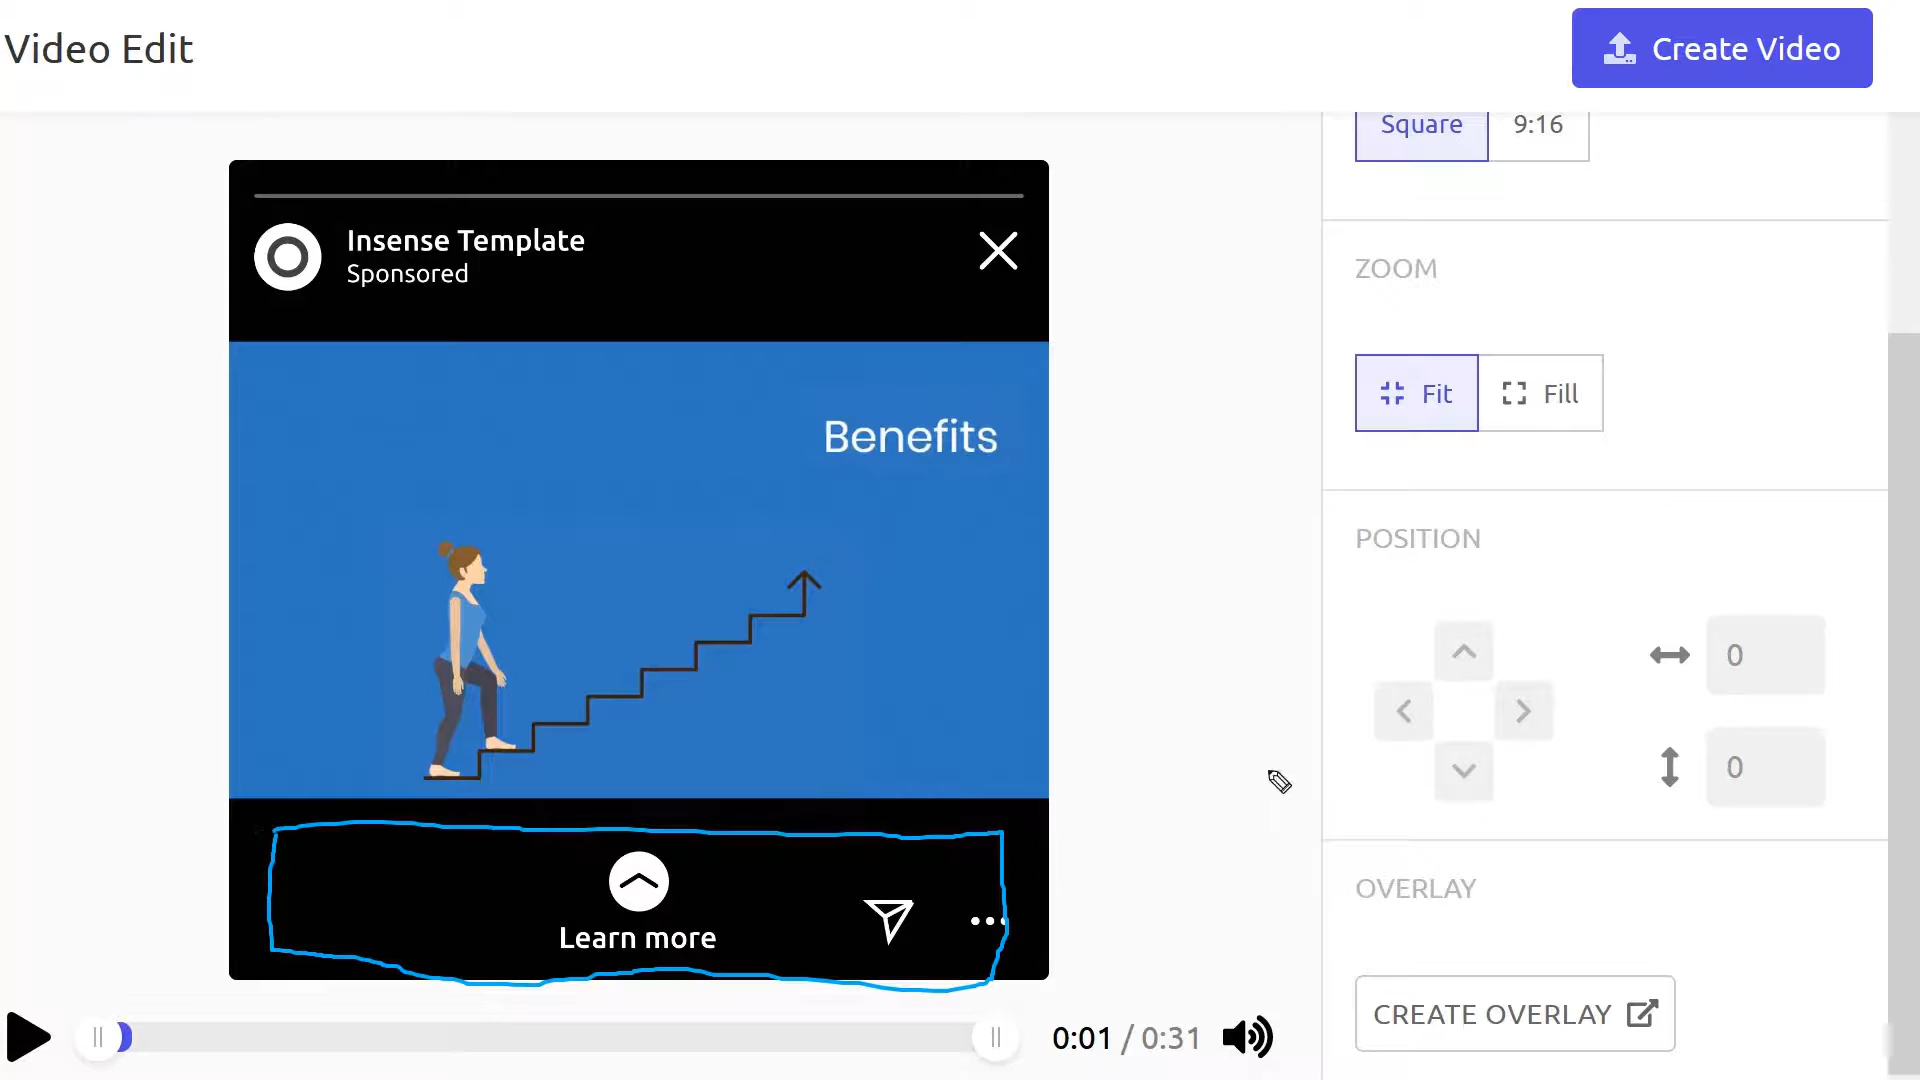 Video Edit
Create Video
Square
9:16
Insense Template
Sponsored
ZOOM
Fit
Fill
Benefits
POSITION
0
0
OVERLAY
Learn more
CREATE OVERLAY
0:01 / 0:31